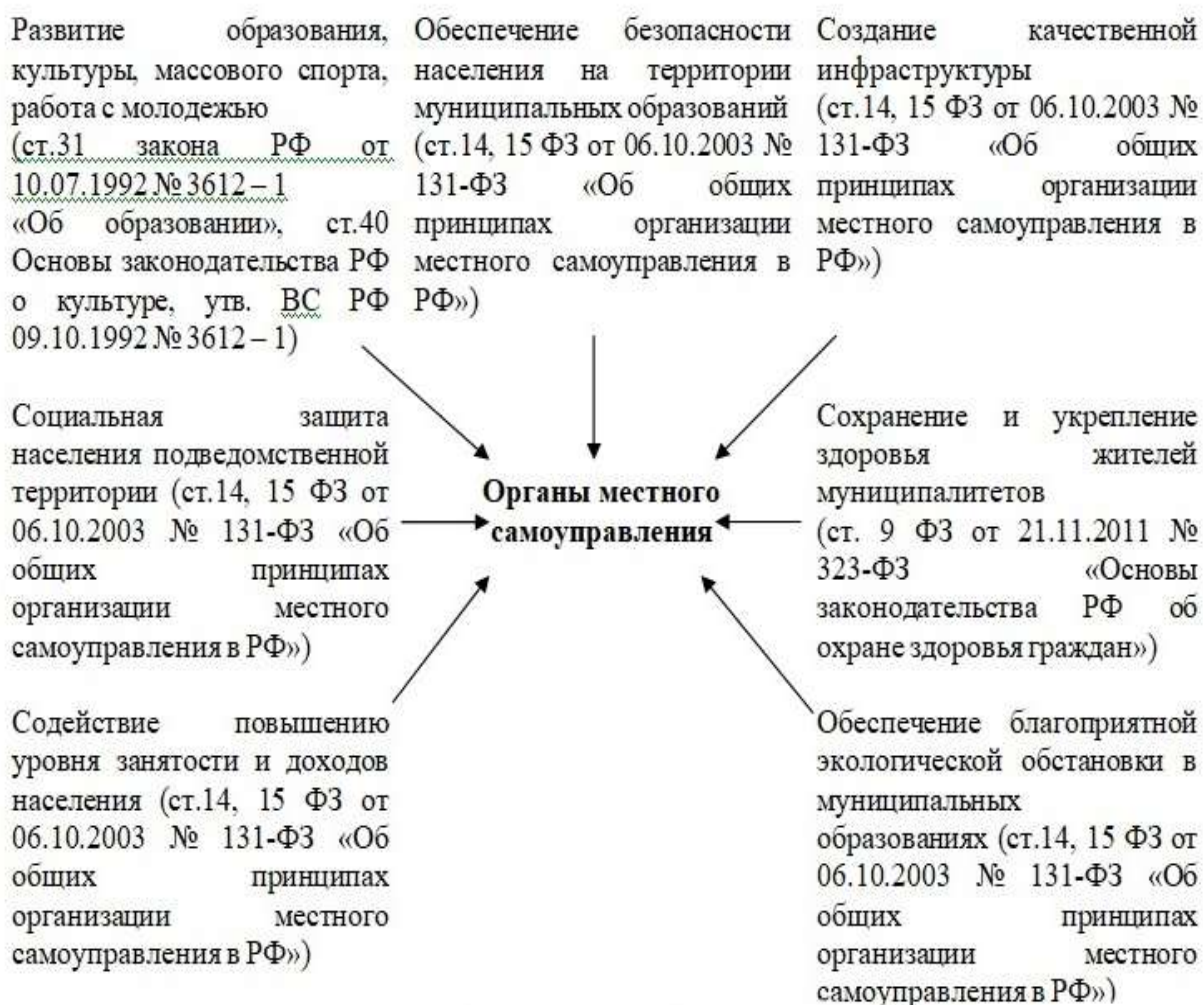 Развитие образования,
культуры, массового спорта,
работа с молодежью
(ст.31 закона РФ от
10.07.1992 № 3612 – 1
«Об образовании», ст.40
Основы законодательства РФ
о культуре, утв. ВС РФ
09.10.1992 № 3612 – 1)
Обеспечение безопасности
населения на территории
муниципальных образований
(ст.14, 15 ФЗ от 06.10.2003 №
131-ФЗ «Об общих
принципах организации
местного самоуправления в
РФ»)
Создание качественной
инфраструктуры
(ст.14, 15 ФЗ от 06.10.2003 №
131-ФЗ «Об общих
принципах организации
местного самоуправления в
РФ»)
Социальная защита
населения подведомственной
территории (ст.14, 15 ФЗ от
06.10.2003 № 131-ФЗ «Об
общих принципах
организации местного
самоуправления в РФ»)
Органы местного
самоуправления
Сохранение и укрепление
здоровья жителей
муниципалитетов
(ст. 9 ФЗ от 21.11.2011 №
323-ФЗ «Основы
законодательства РФ об
охране здоровья граждан»)
Содействие повышению
уровня занятости и доходов
населения (ст.14, 15 ФЗ от
06.10.2003 № 131-ФЗ «Об
общих принципах
организации местного
самоуправления в РФ»)
Обеспечение благоприятной
экологической обстановки в
муниципальных
образованиях (ст.14, 15 ФЗ от
06.10.2003 № 131-ФЗ «Об
общих принципах
организации местного
самоуправления в РФ»)